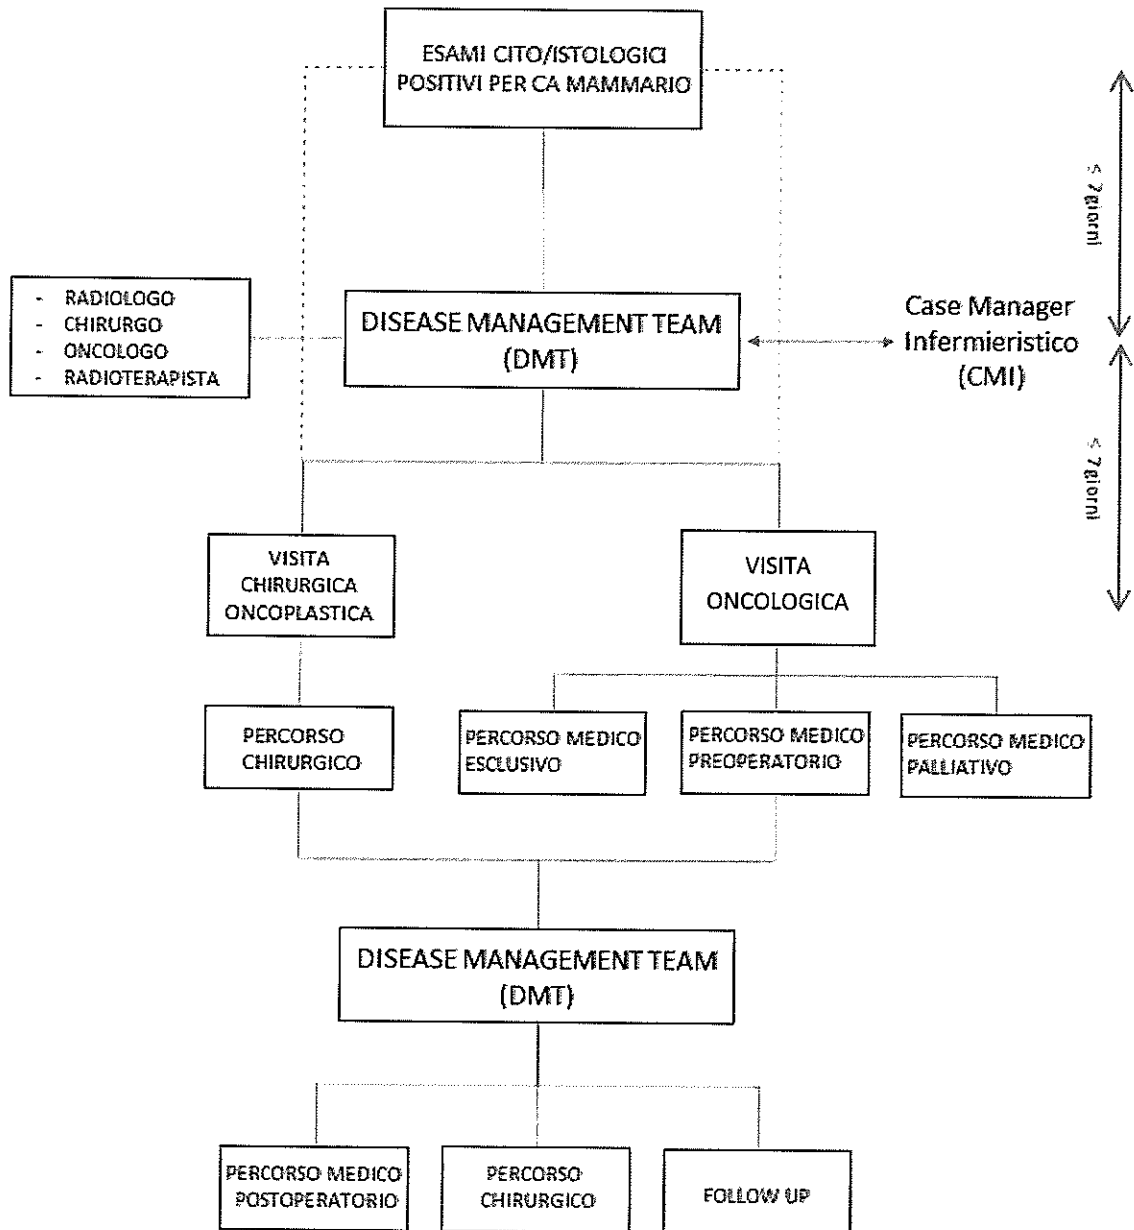 ESAMI CITO/ISTOLOGICI
POSITIVI PER CA MAMMARIO
≤ 7 giorni
- RADIOLOGO
- CHIRURGO
- ONCOLOGO
- RADIOTERAPISTA
DISEASE MANAGEMENT TEAM
(DMT)
Case Manager
Infermieristico
(CMI)
≤ 7 giorni
VISITA
CHIRURGICA
ONCOPLASTICA
VISITA
ONCOLOGICA
PERCORSO
CHIRURGICO
PERCORSO MEDICO
ESCLUSIVO
PERCORSO MEDICO
PREOPERATORIO
PERCORSO MEDICO
PALLIATIVO
DISEASE MANAGEMENT TEAM
(DMT)
PERCORSO MEDICO
POSTOPERATORIO
PERCORSO
CHIRURGICO
FOLLOW UP